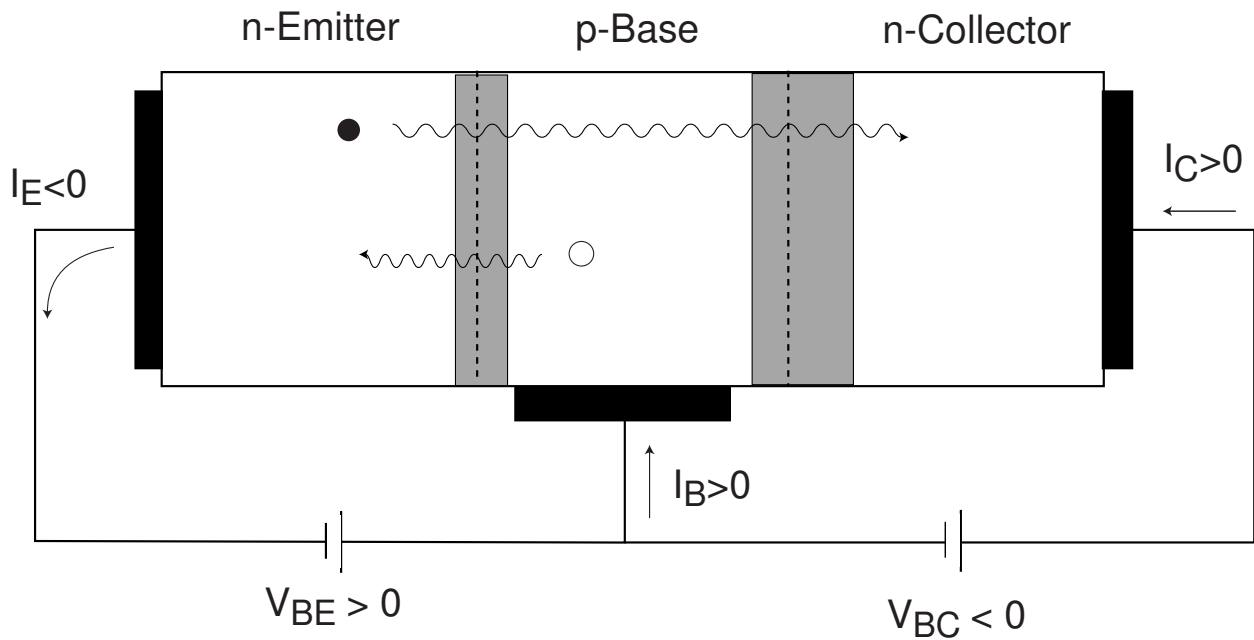 n-Emitter p-Base n-Collector
I_E<0
I_C>0
I_B>0
V_BE > 0
V_BC < 0